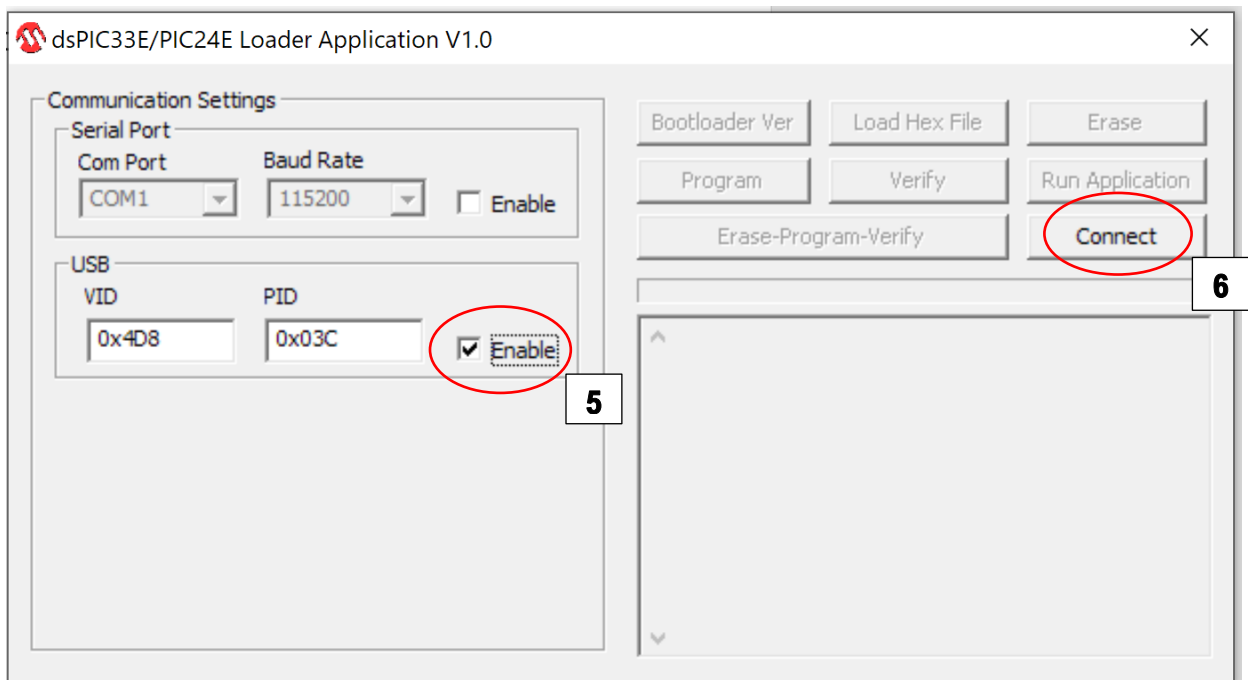 dsPIC33E/PIC24E Loader Application V1.0
Communication Settings
Serial Port
Com Port
Baud Rate
COM1
115200
Enable
USB
VID
PID
0x4D8
0x03C
Enable
5
Bootloader Ver
Load Hex File
Erase
Program
Verify
Run Application
Erase-Program-Verify
Connect
6